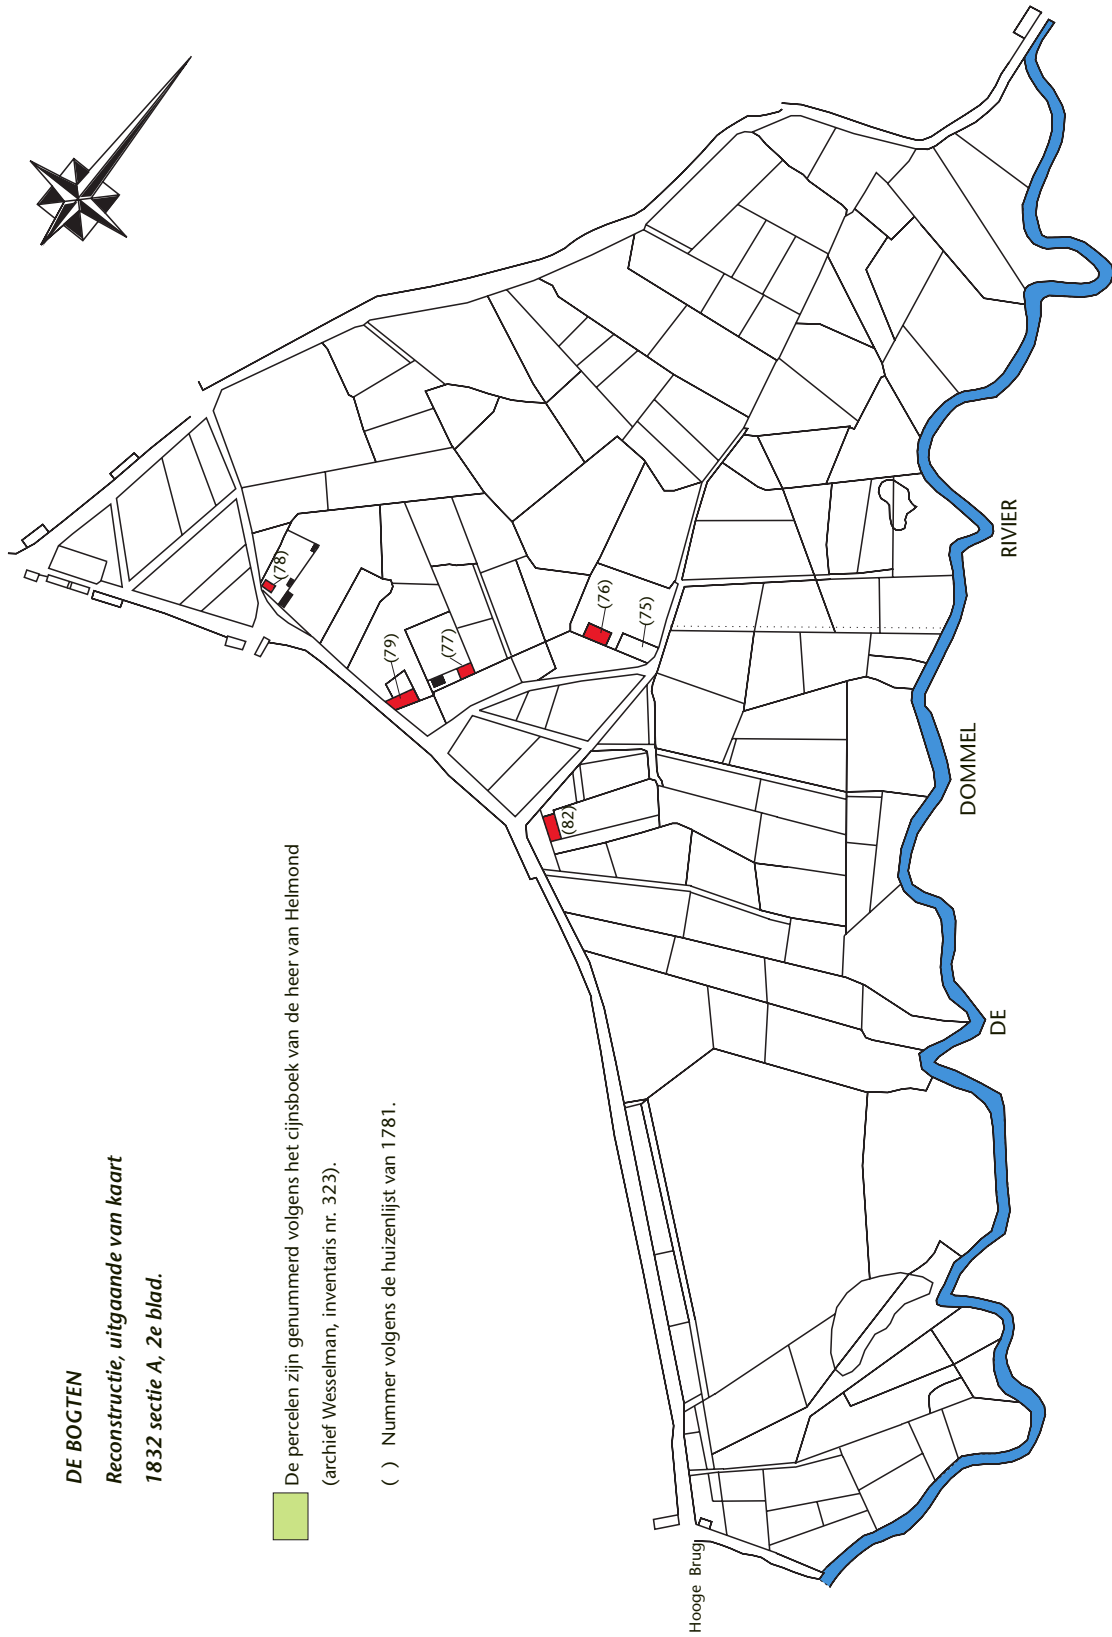 DE BOGTEN
Reconstructie, uitgaande van kaart
1832 sectie A, 2e blad.
De percelen zijn genummerd volgens het cijnsboek van de heer van Helmond
(archief Wesselman, inventaris nr. 323).
( ) Nummer volgens de huizenlijst van 1781.
(78)
(79)
(77)
(76)
(75)
(82)
Hooge Brug
DE
DOMMEL
RIVIER